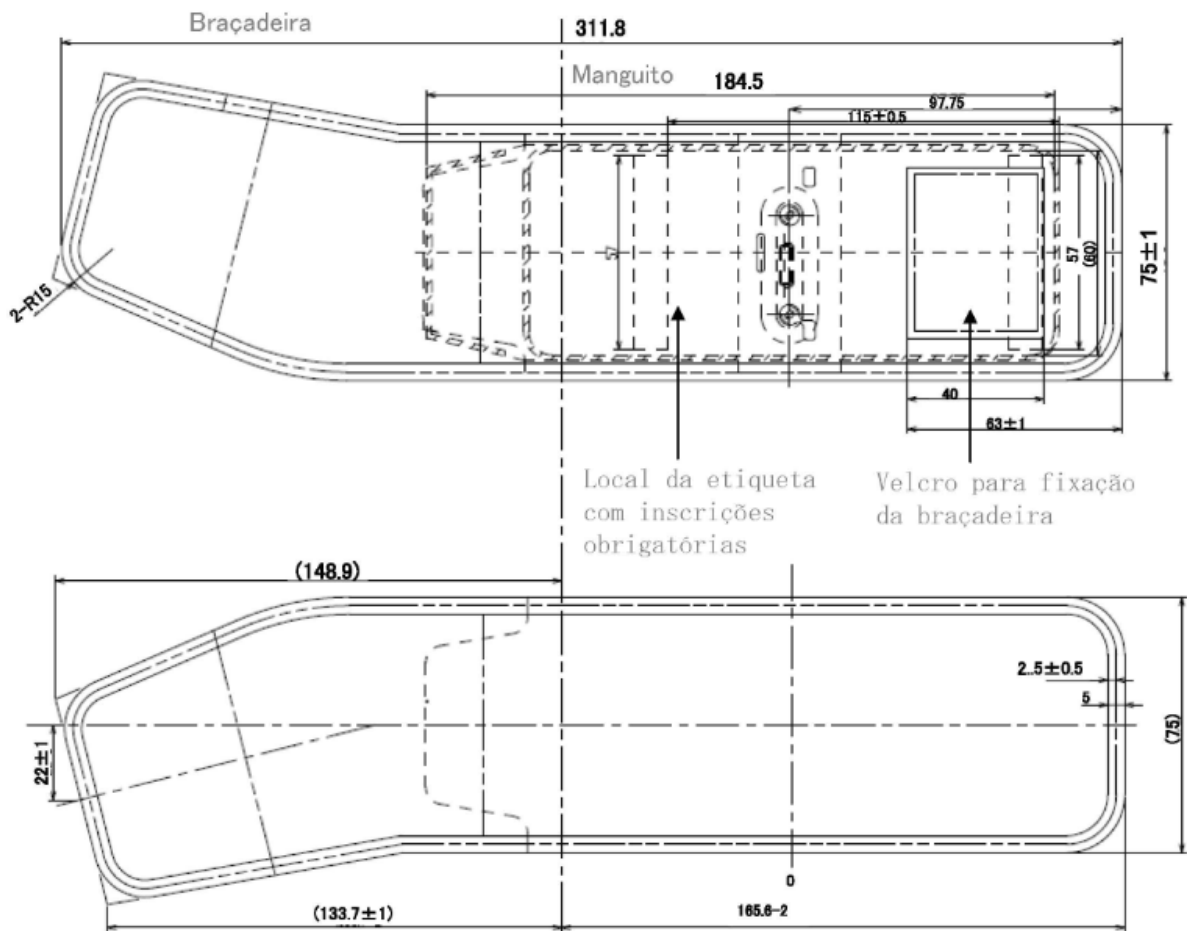 Braçadeira
311.8
Manguito
184.5
97.75
115±0.5
2-R15
57
57
(60)
75±1
40
63±1
Local da etiqueta
com inscrições
obrigatórias
Velcro para fixação
da braçadeira
(148.9)
2..5±0.5
5
(75)
22±1
0
(133.7±1)
165.6-2